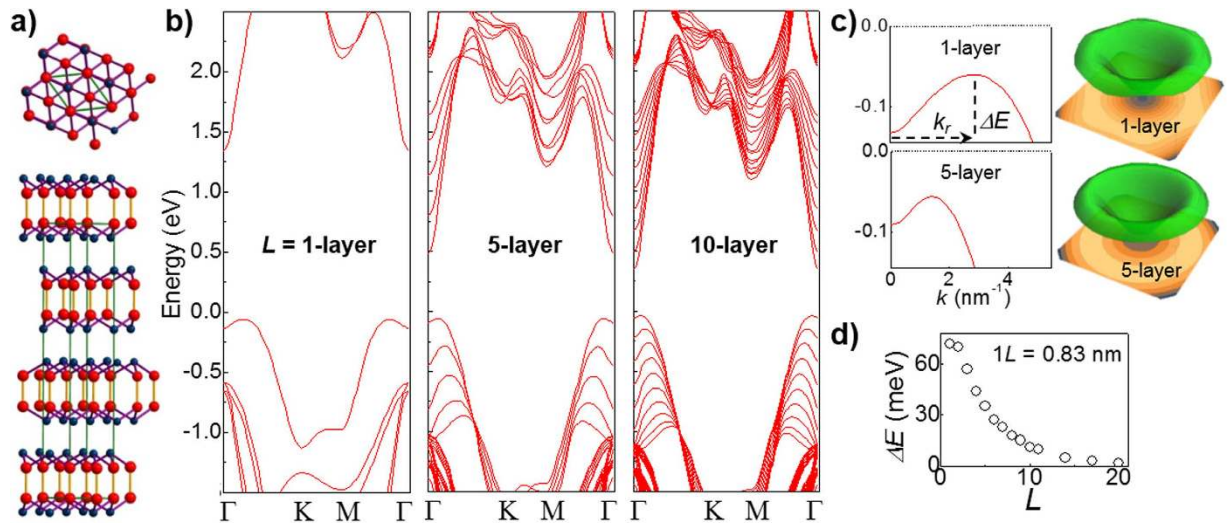 a)
b)
Energy (eV)
2.0
1.5
1.0
0.5
0.0
-0.5
-1.0
L = 1-layer
5-layer
10-layer
Γ K M Γ
Γ K M Γ
Γ K M Γ
c)
0.0
1-layer
-0.1
k_r
ΔE
1-layer
0.0
5-layer
-0.1
0 2 4
k (nm⁻¹)
5-layer
d)
1L = 0.83 nm
60
30
0
ΔE (meV)
0 10 20
L